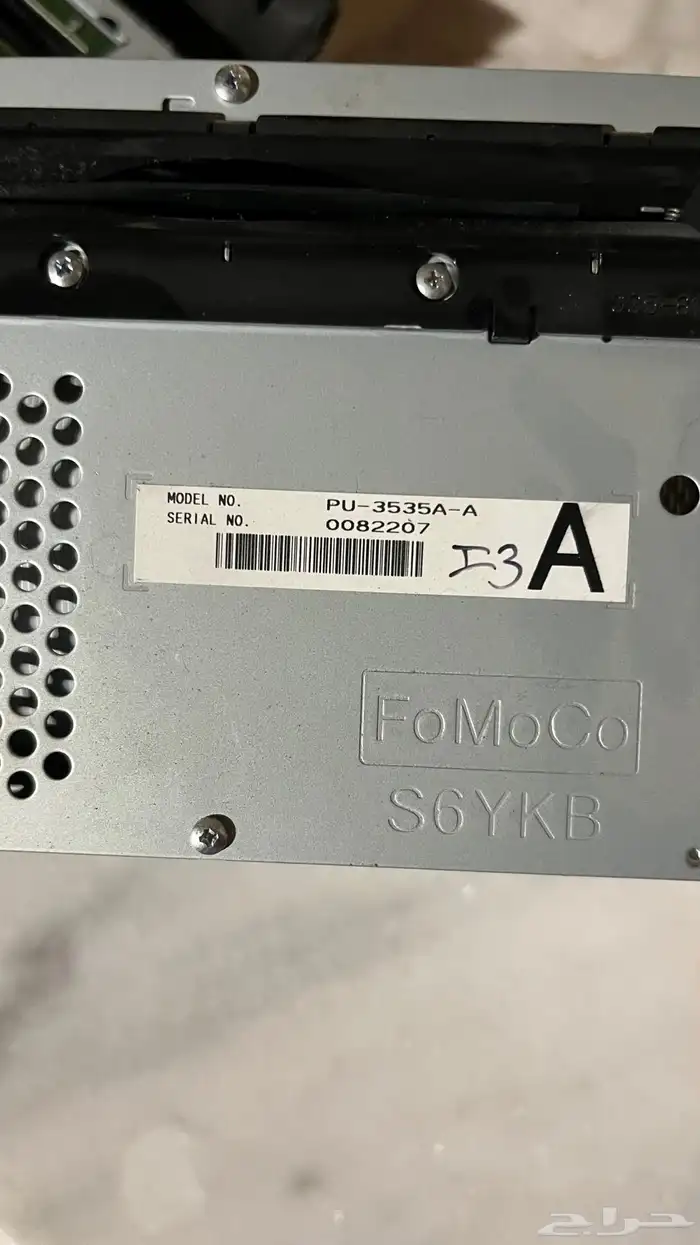 MODEL NO. PU-3535A-A
SERIAL NO. 0082207
I3 A
FoMoCo
S6YKB
حراج